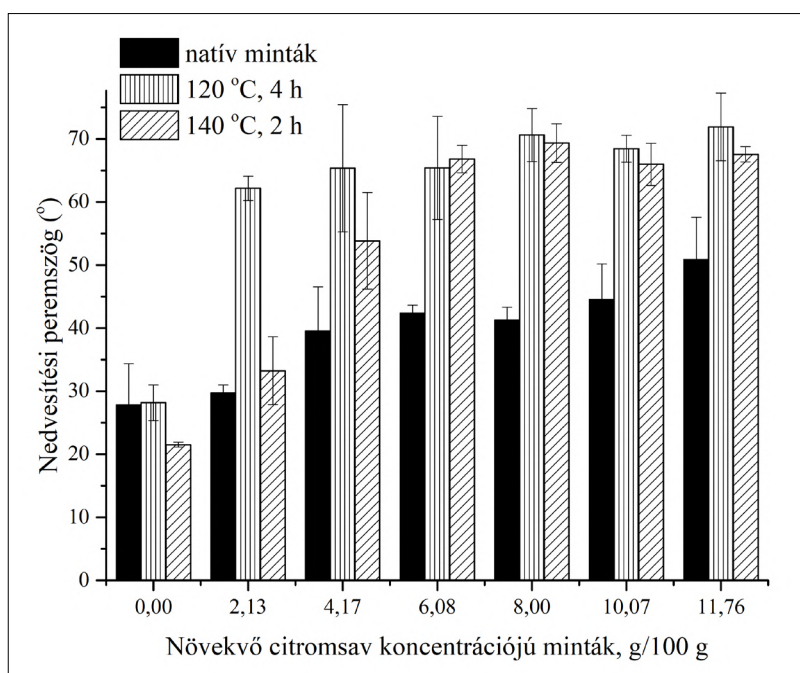 natív minták
120 °C, 4 h
140 °C, 2 h
Nedvesítési peremszög (°)
70
60
50
40
30
20
10
0
0,00 2,13 4,17 6,08 8,00 10,07 11,76
Növekvő citromsav koncentrációjú minták, g/100 g